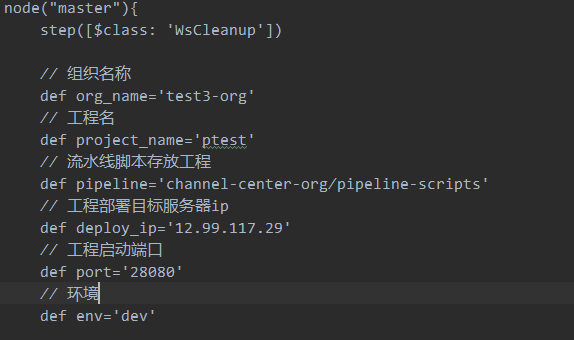 node("master"){
step([$class: 'WsCleanup'])
// 组织名称
def org_name='test3-org'
// 工程名
def project_name='ptest'
// 流水线脚本存放工程
def pipeline='channel-center-org/pipeline-scripts'
// 工程部署目标服务器ip
def deploy_ip='12.99.117.29'
// 工程启动端口
def port='28080'
// 环境
def env='dev'